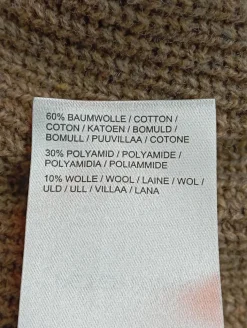 60% BAUMWOLLE / COTTON /
COTON / KATOEN / BOMULD /
BOMULL / PUUVILLAA / COTONE
30% POLYAMID / POLYAMIDE /
POLYAMIDIA / POLIAMMIDE
10% WOLLE / WOOL / LAINE / WOL /
ULD / ULL / VILLAA / LANA